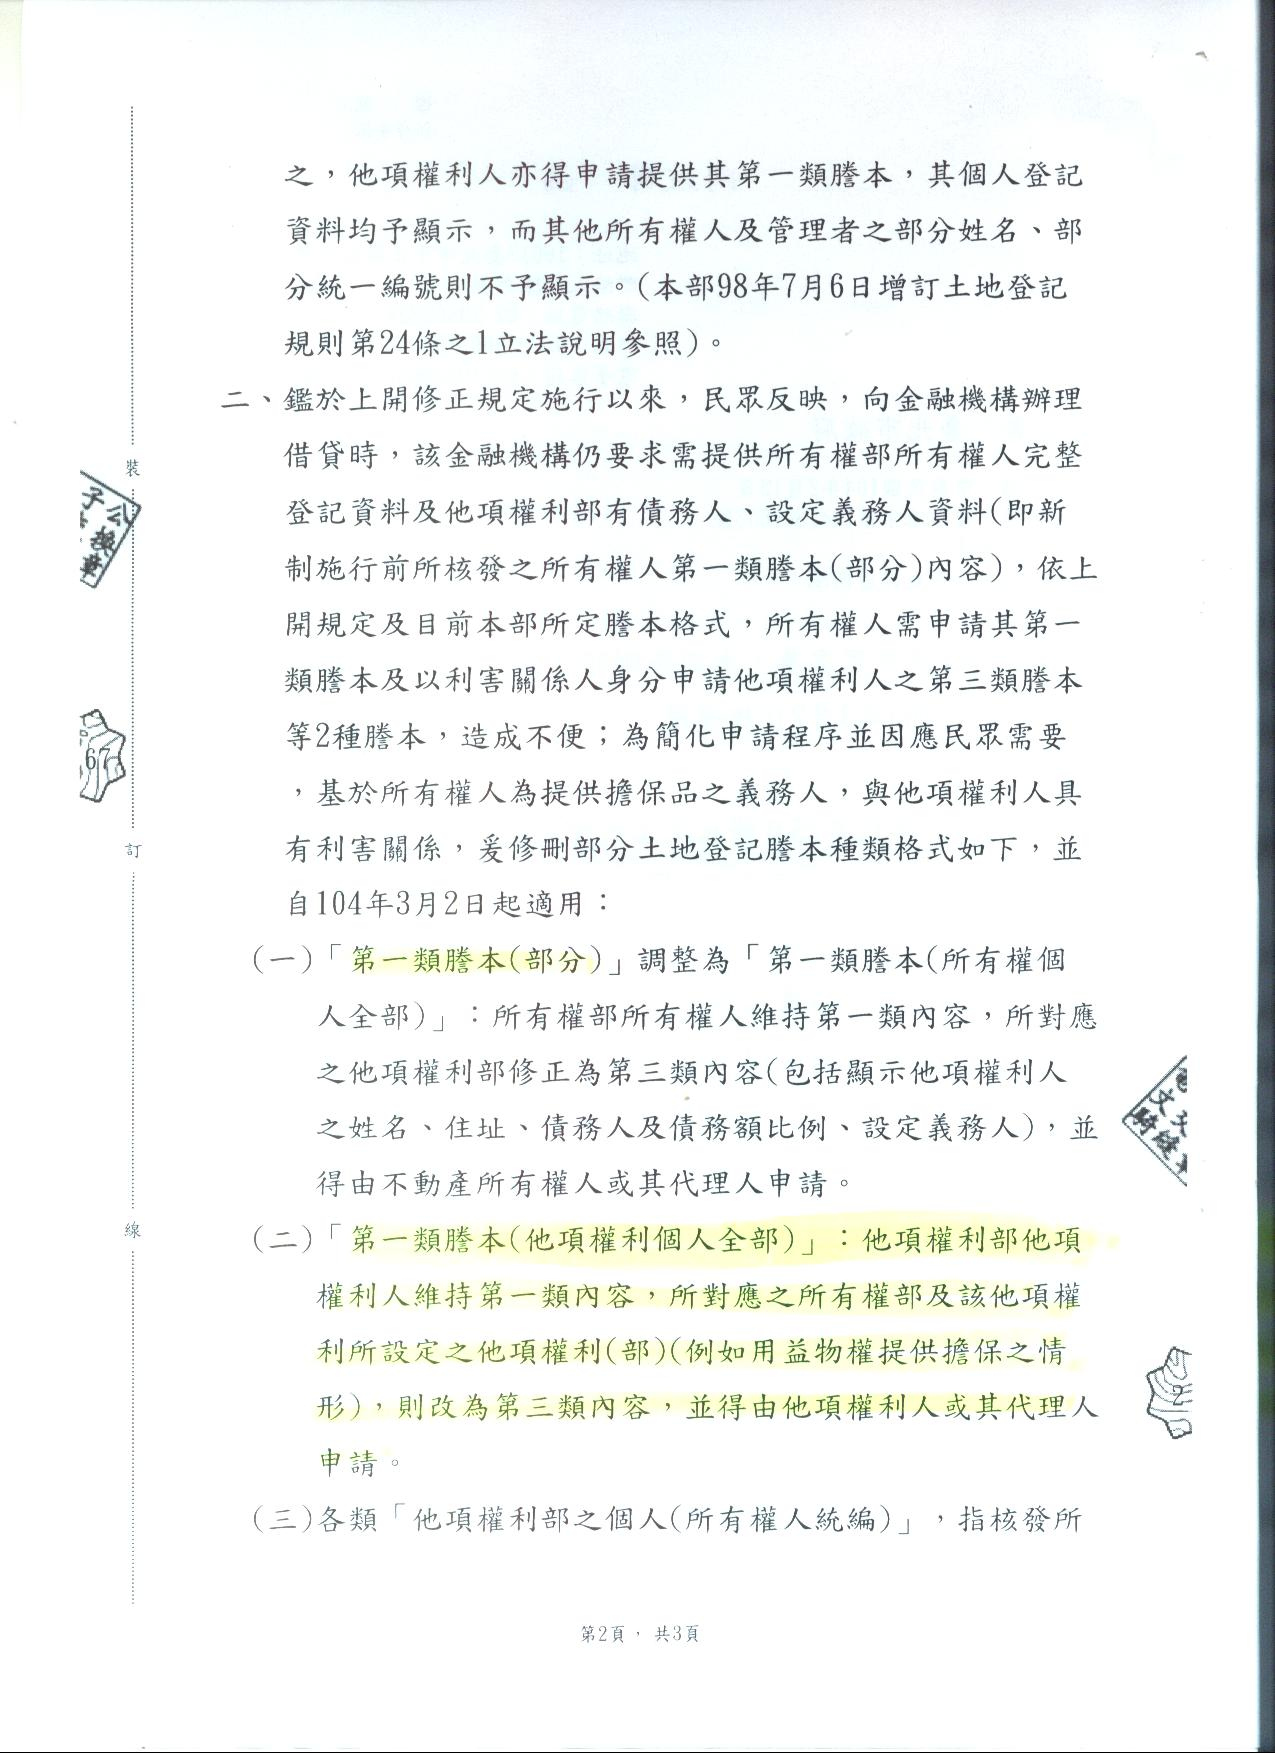 之，他項權利人亦得申請提供其第一類謄本，其個人登記
資料均予顯示，而其他所有權人及管理者之部分姓名、部
分統一編號則不予顯示。(本部98年7月6日增訂土地登記
規則第24條之1立法說明參照)。
二、鑑於上開修正規定施行以來，民眾反映，向金融機構辦理
借貸時，該金融機構仍要求需提供所有權部所有權人完整
登記資料及他項權利部有債務人、設定義務人資料(即新
制施行前所核發之所有權人第一類謄本(部分)內容)，依上
開規定及目前本部所定謄本格式，所有權人需申請其第一
類謄本及以利害關係人身分申請他項權利人之第三類謄本
等2種謄本，造成不便；為簡化申請程序並因應民眾需要
，基於所有權人為提供擔保品之義務人，與他項權利人具
有利害關係，爰修刪部分土地登記謄本種類格式如下，並
自104年3月2日起適用：
(一)「第一類謄本(部分)」調整為「第一類謄本(所有權個
人全部)」：所有權部所有權人維持第一類內容，所對應
之他項權利部修正為第三類內容(包括顯示他項權利人
之姓名、住址、債務人及債務額比例、設定義務人)，並
得由不動產所有權人或其代理人申請。
(二)「第一類謄本(他項權利個人全部)」：他項權利部他項
權利人維持第一類內容，所對應之所有權部及該他項權
利所設定之他項權利(部)(例如用益物權提供擔保之情
形)，則改為第三類內容，並得由他項權利人或其代理人
申請。
(三)各類「他項權利部之個人(所有權人統編)」，指核發所
第2頁，共3頁
裝
訂
線
67
2